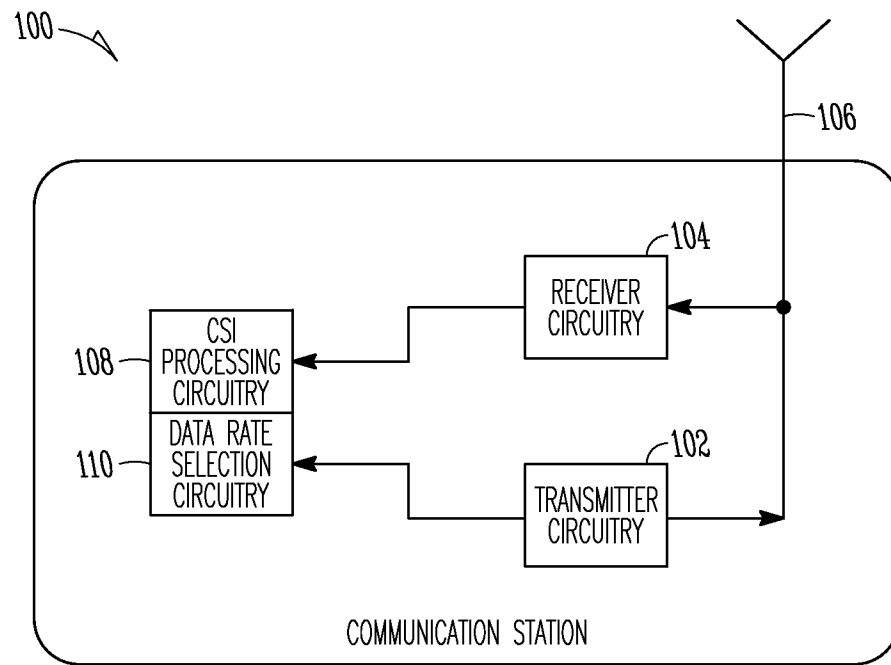 100
106
104
RECEIVER
CIRCUITRY
CSI
PROCESSING
CIRCUITRY
108
DATA RATE
SELECTION
CIRCUITRY
110
102
TRANSMITTER
CIRCUITRY
COMMUNICATION STATION